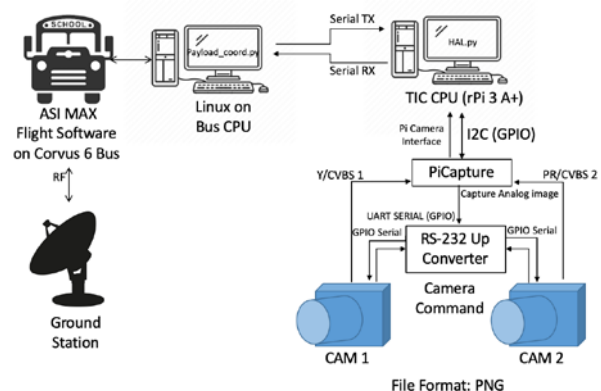 SCHOOL
ASI MAX
Flight Software
on Corvus 6 Bus
RF
Ground
Station
Payload_coord.py
Linux on
Bus CPU
Serial TX
Serial RX
HAL.py
TIC CPU (rPi 3 A+)
Pi Camera
Interface
I2C (GPIO)
Y/CVBS 1
PiCapture
PR/CVBS 2
Capture Analog image
UART SERIAL (GPIO)
GPIO Serial
RS-232 Up
Converter
GPIO Serial
Camera
Command
CAM 1
CAM 2
File Format: PNG